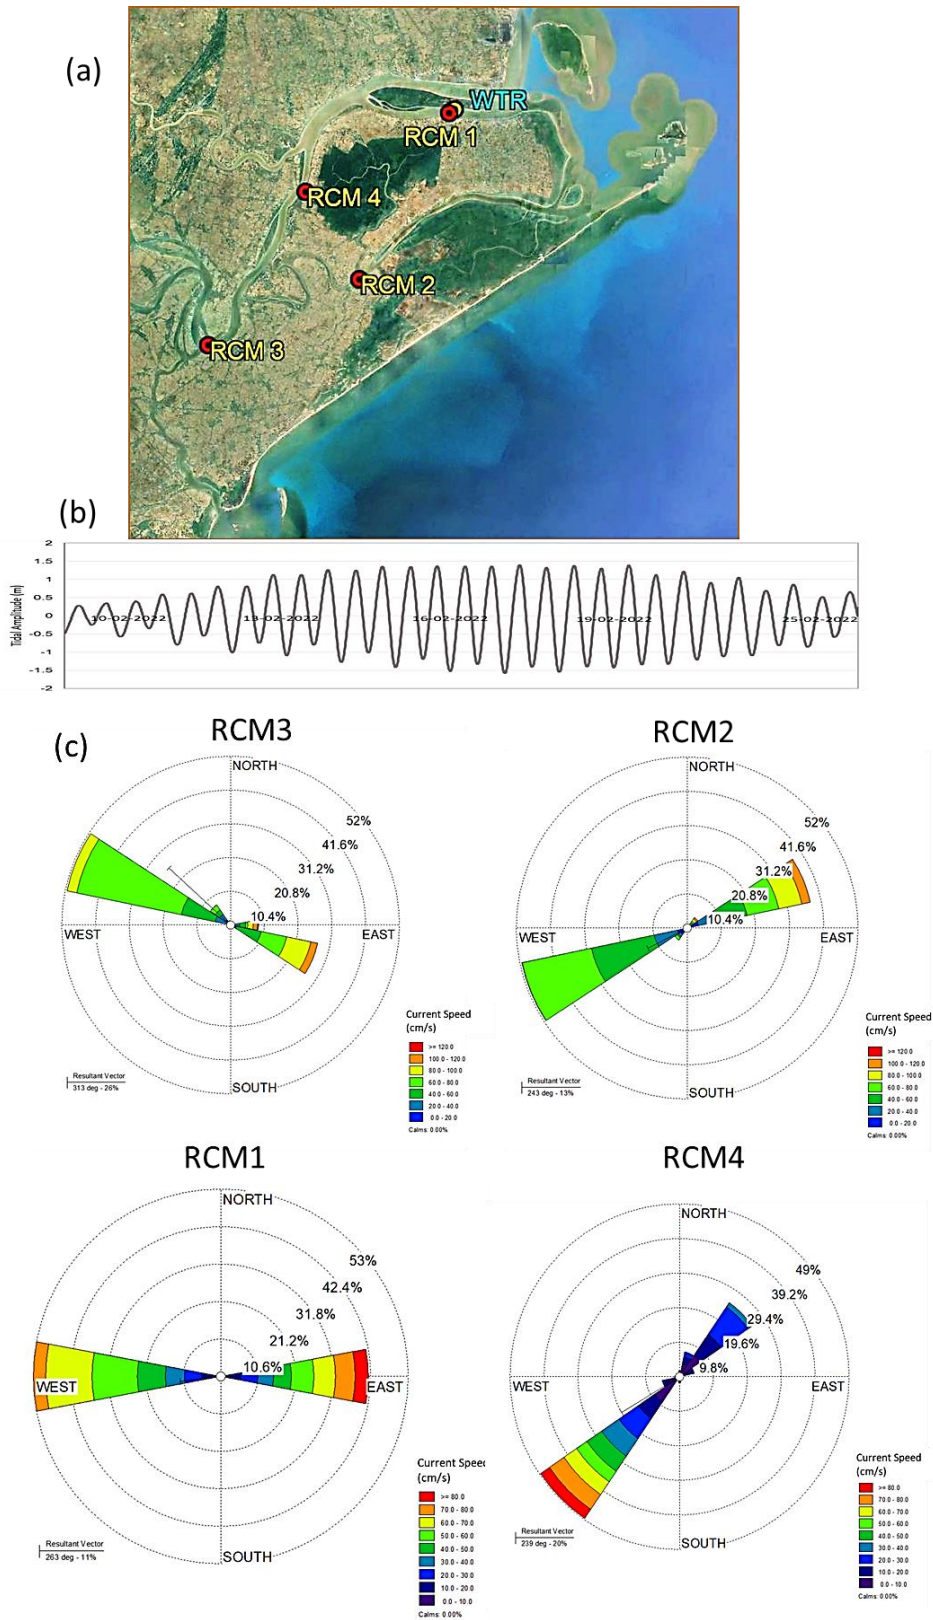 (a)
WTR
RCM 1
RCM 4
RCM 2
RCM 3
(b)
2
1.5
1
0.5
0
-0.5
-1
-1.5
-2
Tidal Amplitude (m)
10-02-2022
13-02-2022
16-02-2022
19-02-2022
25-02-2022
(c)
RCM3
NORTH
52%
41.6%
31.2%
20.8%
10.4%
WEST
EAST
SOUTH
Resultant Vector
313 deg - 26%
Current Speed
(cm/s)
>= 120.0
100.0 - 120.0
80.0 - 100.0
60.0 - 80.0
40.0 - 60.0
20.0 - 40.0
0.0 - 20.0
Calms: 0.00%
RCM2
NORTH
52%
41.6%
31.2%
20.8%
10.4%
WEST
EAST
SOUTH
Resultant Vector
243 deg - 13%
Current Speed
(cm/s)
>= 120.0
100.0 - 120.0
80.0 - 100.0
60.0 - 80.0
40.0 - 60.0
20.0 - 40.0
0.0 - 20.0
Calms: 0.00%
RCM1
NORTH
53%
42.4%
31.8%
21.2%
10.6%
WEST
EAST
SOUTH
Resultant Vector
263 deg - 11%
Current Speed
(cm/s)
>= 80.0
70.0 - 80.0
60.0 - 70.0
50.0 - 60.0
40.0 - 50.0
30.0 - 40.0
20.0 - 30.0
10.0 - 20.0
0.0 - 10.0
Calms: 0.00%
RCM4
NORTH
49%
39.2%
29.4%
19.6%
9.8%
WEST
EAST
SOUTH
Resultant Vector
239 deg - 20%
Current Speed
(cm/s)
>= 80.0
70.0 - 80.0
60.0 - 70.0
50.0 - 60.0
40.0 - 50.0
30.0 - 40.0
20.0 - 30.0
10.0 - 20.0
0.0 - 10.0
Calms: 0.00%